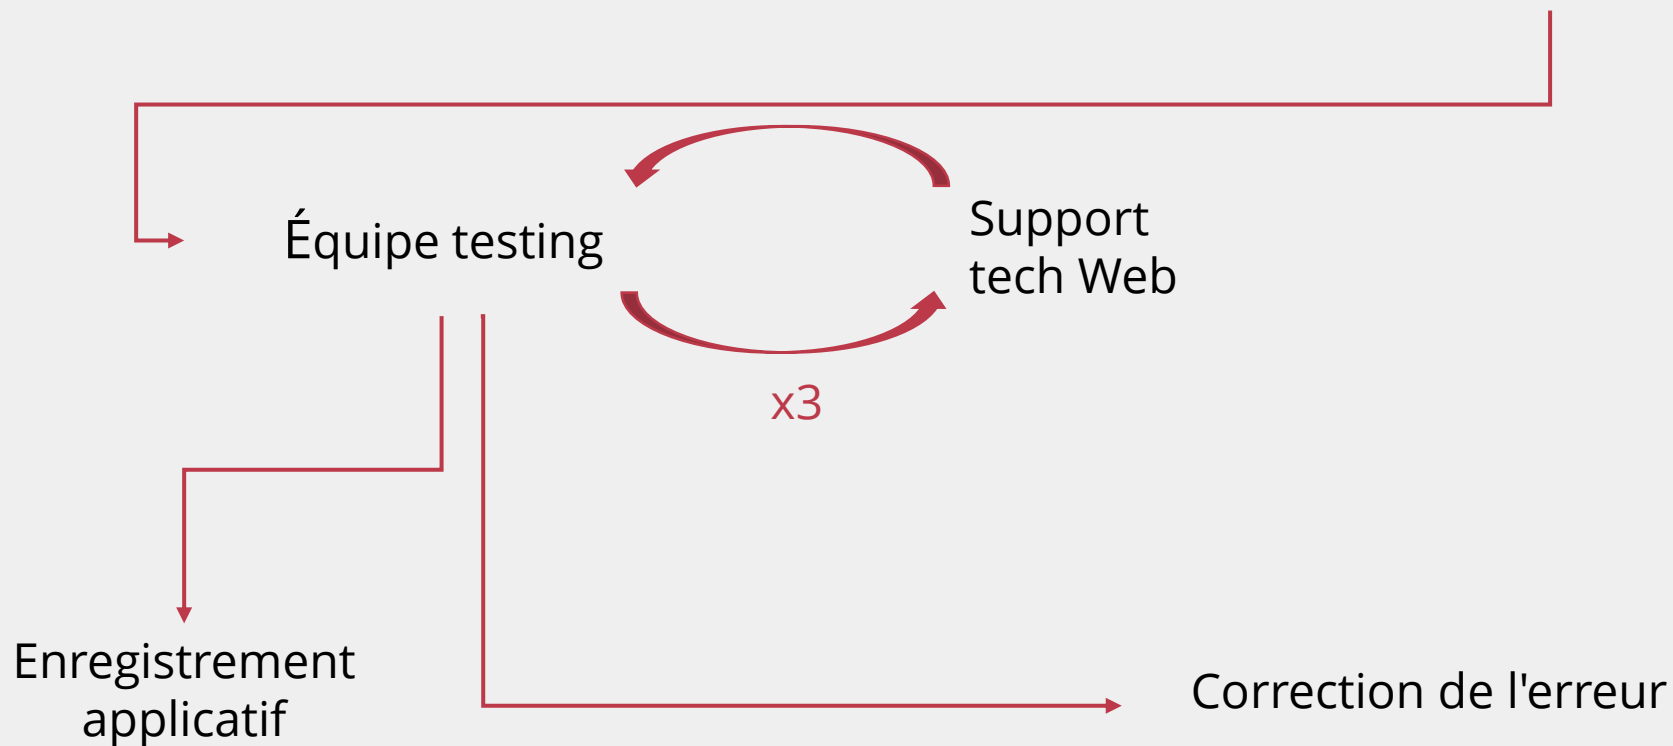 Équipe testing
Support
tech Web
x3
Enregistrement
applicatif
Correction de l'erreur